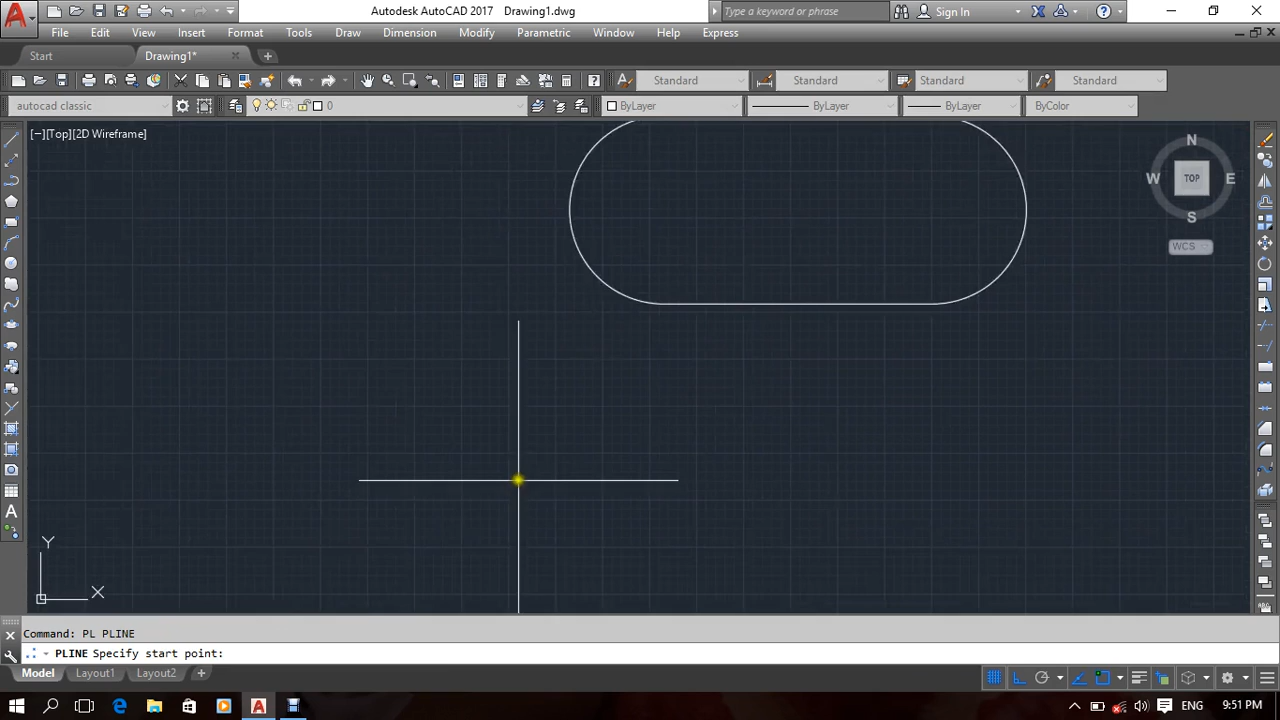 Autodesk AutoCAD 2017 Drawing1.dwg
Type a keyword or phrase
Sign In
File Edit View Insert Format Tools Draw Dimension Modify Parametric Window Help Express
Start Drawing1*
Standard Standard Standard Standard
autocad classic 0 ByLayer ByLayer ByLayer ByColor
[−][Top][2D Wireframe]
N
W TOP E
S
WCS
Y
X
Command: PL PLINE
PLINE Specify start point:
Model Layout1 Layout2
ENG 9:51 PM